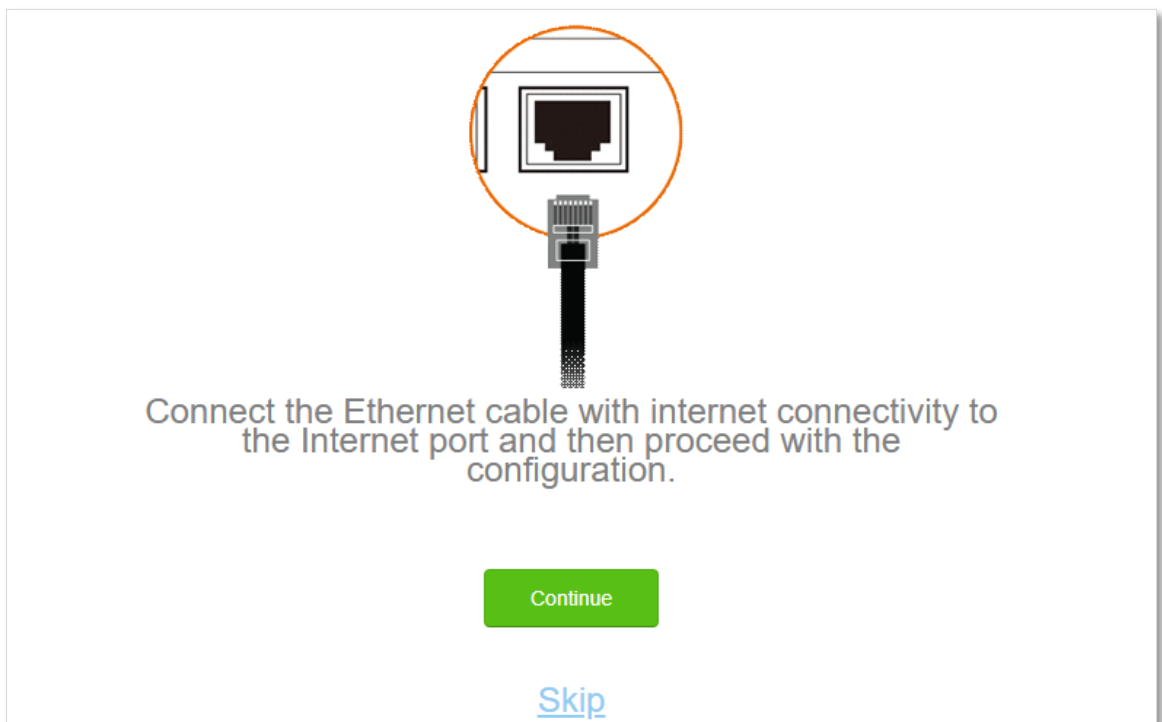 Connect the Ethernet cable with internet connectivity to
the Internet port and then proceed with the
configuration.
Continue
Skip